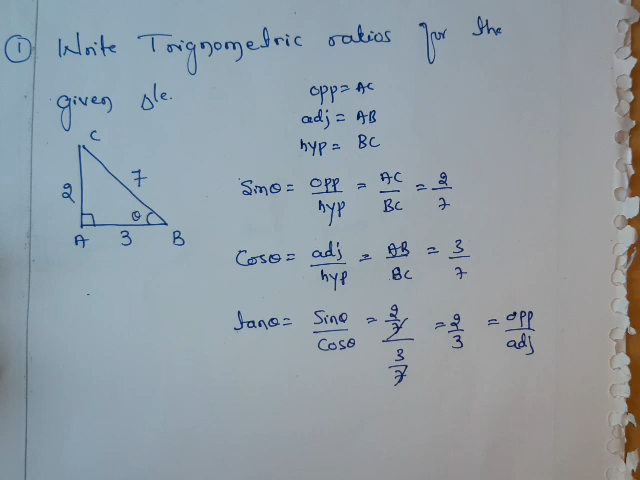 ① Write Trignometric ratios for the
given Δle.
opp = AC
adj = AB
hyp = BC
C
2
7
θ
A
3
B
Sinθ = opp/hyp = AC/BC = 2/7
Cosθ = adj/hyp = AB/BC = 3/7
tanθ = Sinθ/Cosθ = (2/7)/(3/7) = 2/3 = opp/adj